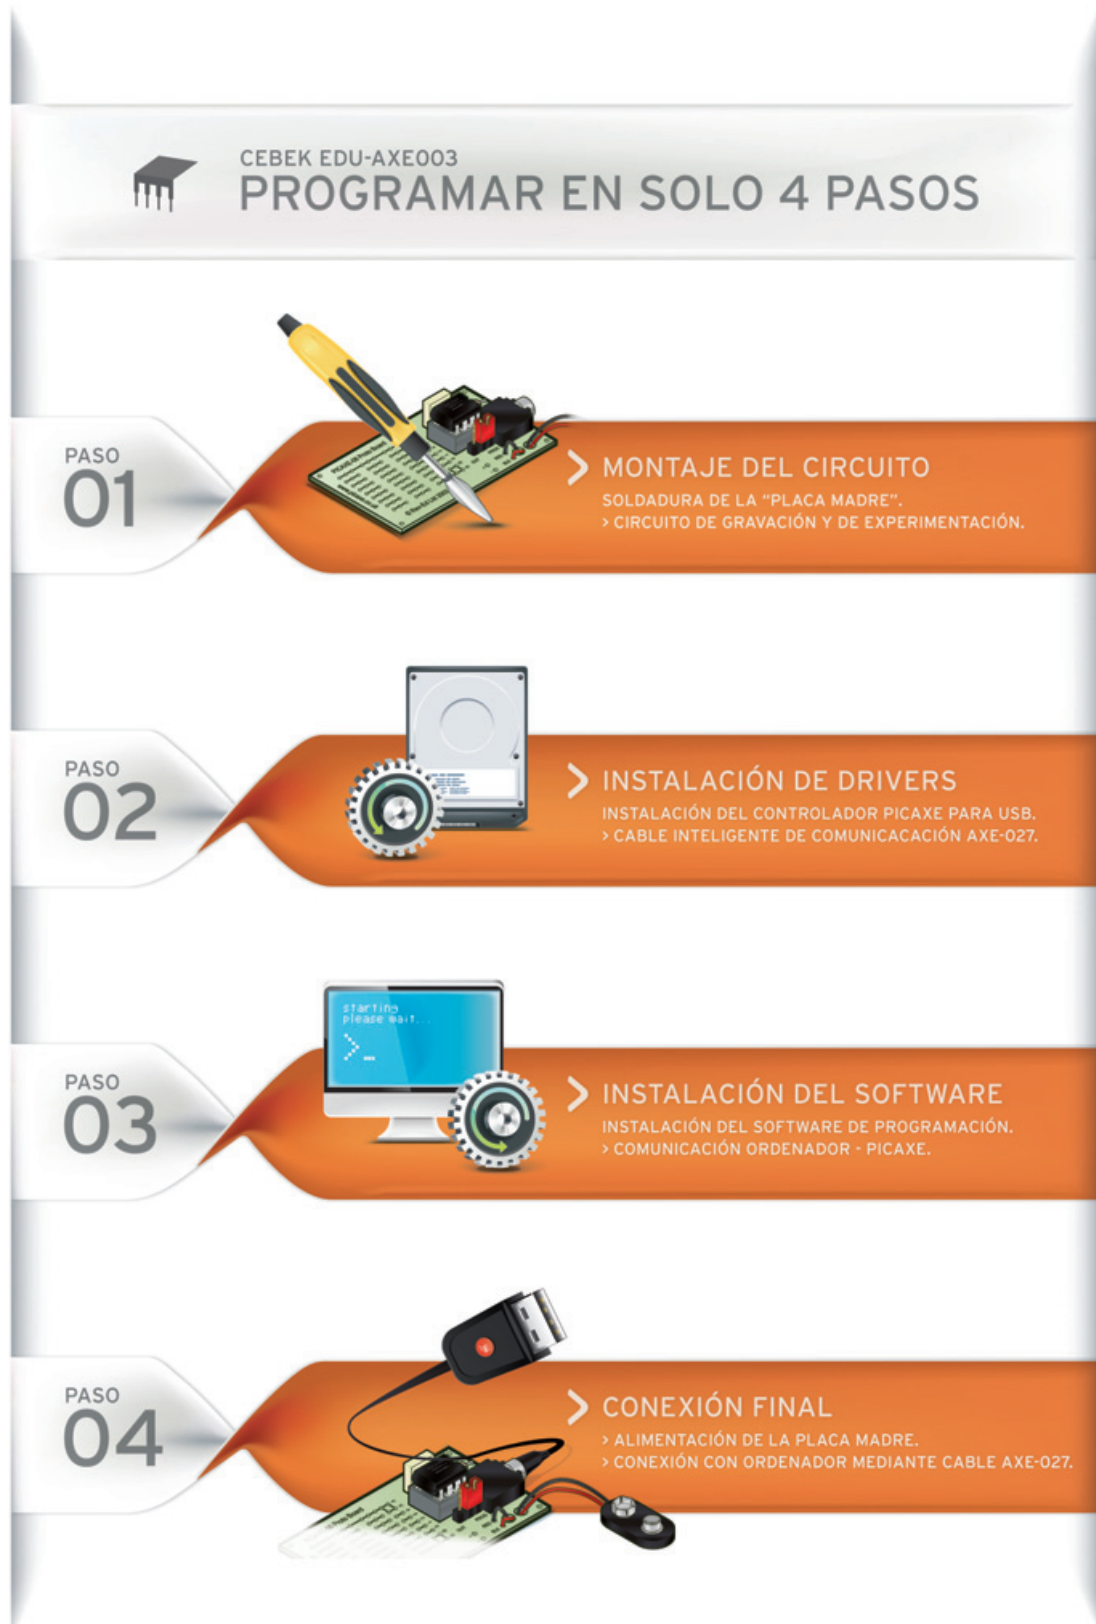 CEBEK EDU-AXE003
PROGRAMAR EN SOLO 4 PASOS
PASO
01
MONTAJE DEL CIRCUITO
SOLDADURA DE LA “PLACA MADRE”.
> CIRCUITO DE GRAVACIÓN Y DE EXPERIMENTACIÓN.
PASO
02
INSTALACIÓN DE DRIVERS
INSTALACIÓN DEL CONTROLADOR PICAXE PARA USB.
> CABLE INTELIGENTE DE COMUNICACACIÓN AXE-027.
starting
please wait...
>_
PASO
03
INSTALACIÓN DEL SOFTWARE
INSTALACIÓN DEL SOFTWARE DE PROGRAMACIÓN.
> COMUNICACIÓN ORDENADOR - PICAXE.
PASO
04
CONEXIÓN FINAL
> ALIMENTACIÓN DE LA PLACA MADRE.
> CONEXIÓN CON ORDENADOR MEDIANTE CABLE AXE-027.